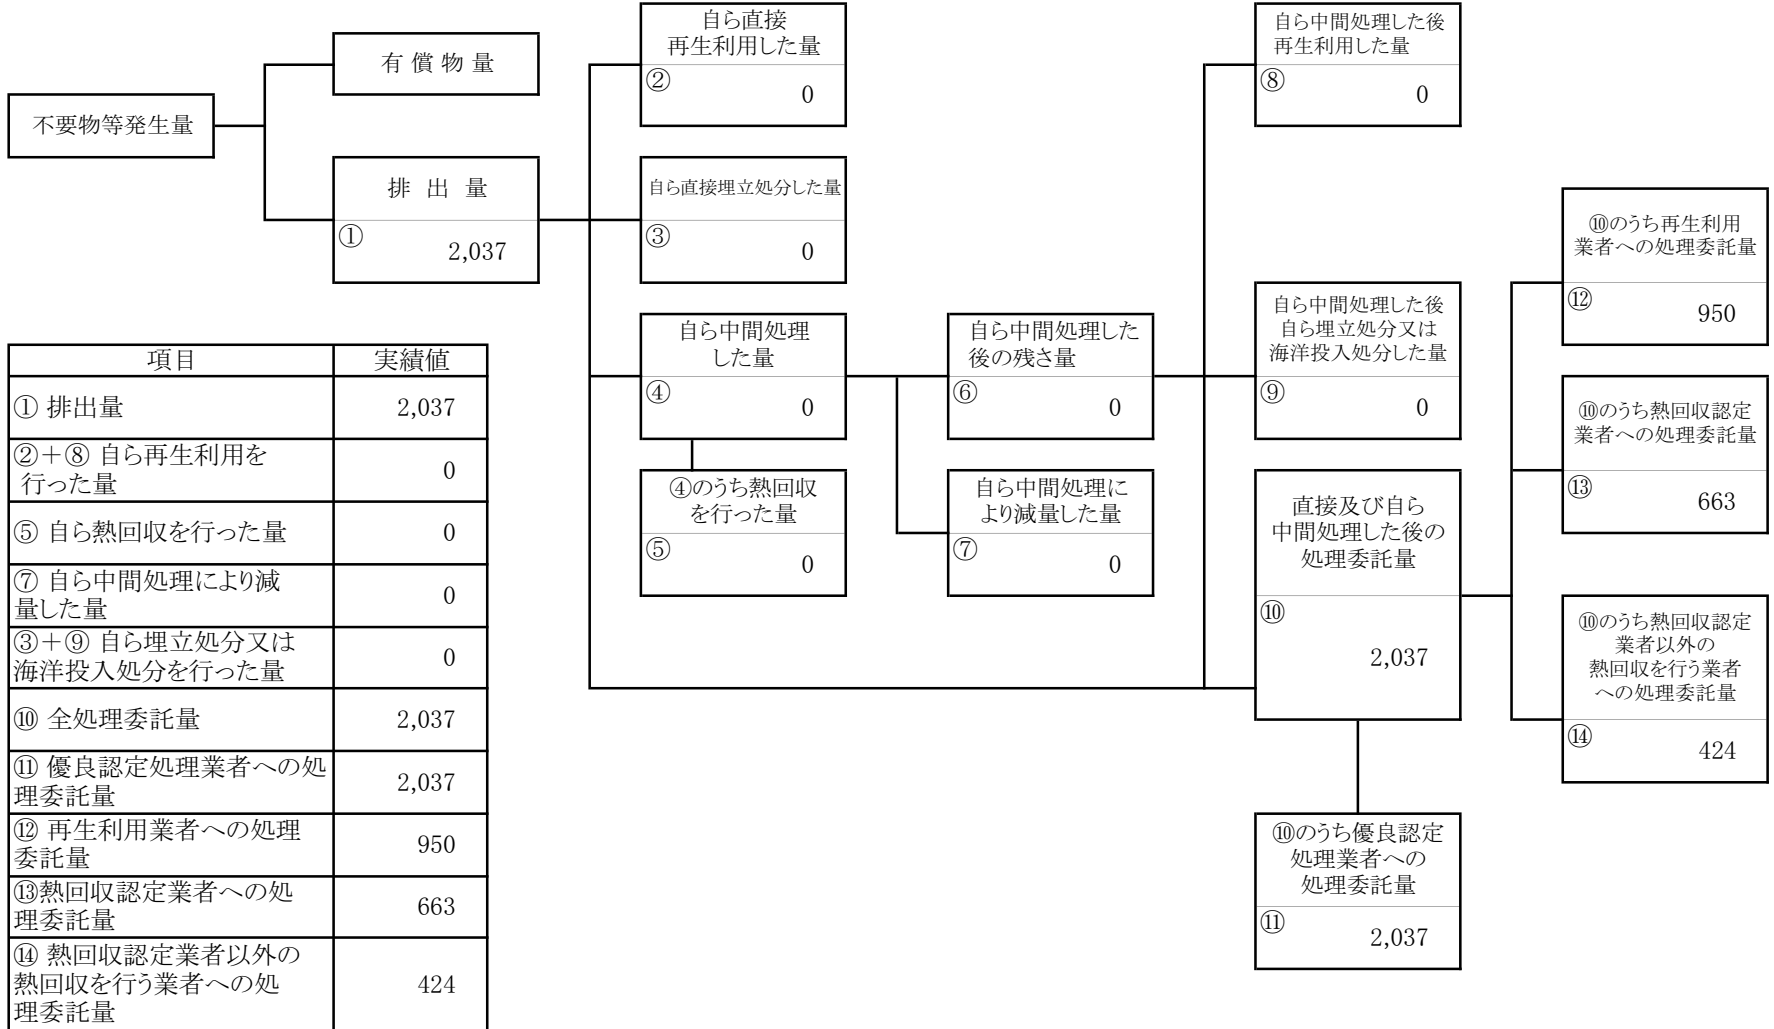 不要物等発生量
有 償 物 量
排 出 量
①
2,037
自ら直接
再生利用した量
②
0
自ら直接埋立処分した量
③
0
自ら中間処理
した量
④
0
④のうち熱回収
を行った量
⑤
0
自ら中間処理した
後の残さ量
⑥
0
自ら中間処理に
より減量した量
⑦
0
自ら中間処理した後
再生利用した量
⑧
0
自ら中間処理した後
自ら埋立処分又は
海洋投入処分した量
⑨
0
直接及び自ら
中間処理した後の
処理委託量
⑩
2,037
⑩のうち優良認定
処理業者への
処理委託量
⑪
2,037
⑩のうち再生利用
業者への処理委託量
⑫
950
⑩のうち熱回収認定
業者への処理委託量
⑬
663
⑩のうち熱回収認定
業者以外の
熱回収を行う業者
への処理委託量
⑭
424
項目 実績値
① 排出量 2,037
②＋⑧ 自ら再生利用を
行った量 0
⑤ 自ら熱回収を行った量 0
⑦ 自ら中間処理により減
量した量 0
③＋⑨ 自ら埋立処分又は
海洋投入処分を行った量 0
⑩ 全処理委託量 2,037
⑪ 優良認定処理業者への処
理委託量 2,037
⑫ 再生利用業者への処理
委託量 950
⑬熱回収認定業者への処
理委託量 663
⑭ 熱回収認定業者以外の
熱回収を行う業者への処 424
理委託量